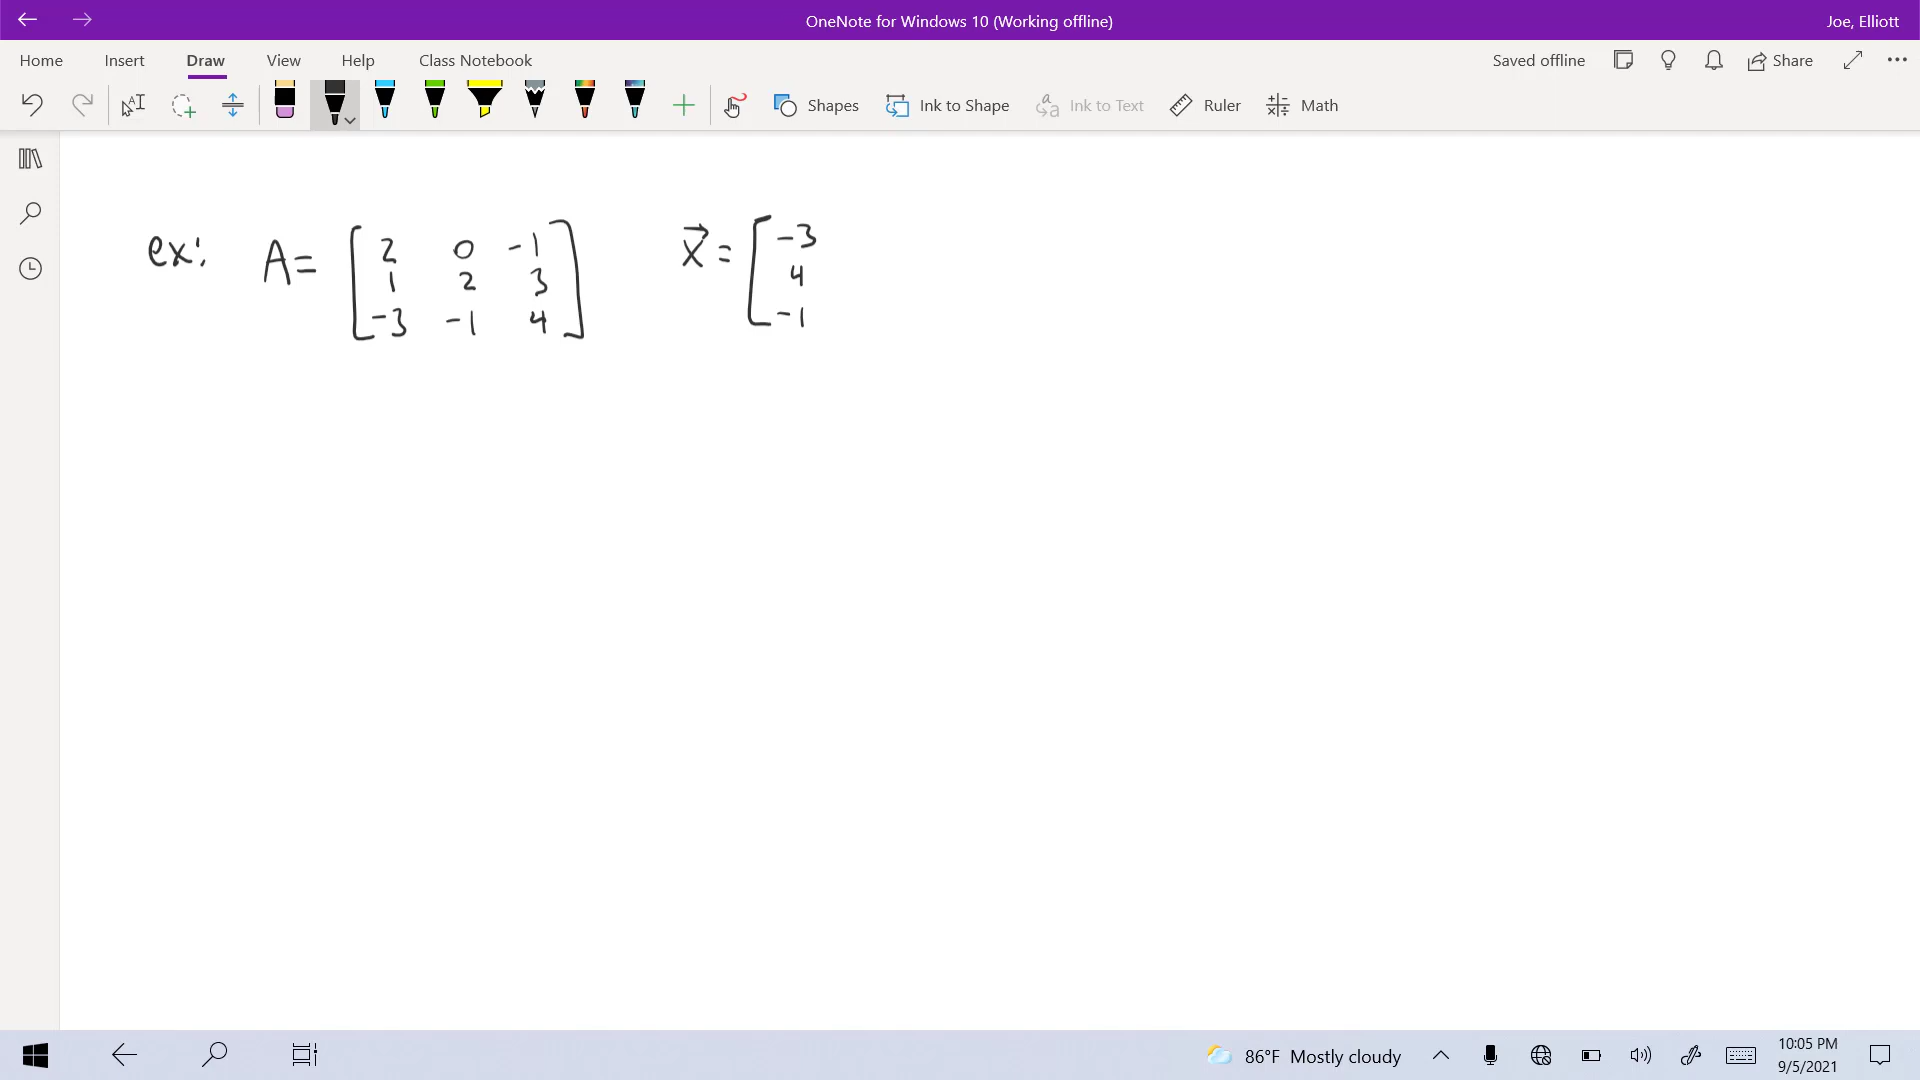 OneNote for Windows 10 (Working offline)
Joe, Elliott
Home Insert Draw View Help Class Notebook
Saved offline Share
Shapes Ink to Shape Ink to Text Ruler Math
ex: A = [ 2 0 -1
1 2 3
-3 -1 4 ]
x⃗ = [ -3
4
-1
86°F Mostly cloudy
10:05 PM
9/5/2021